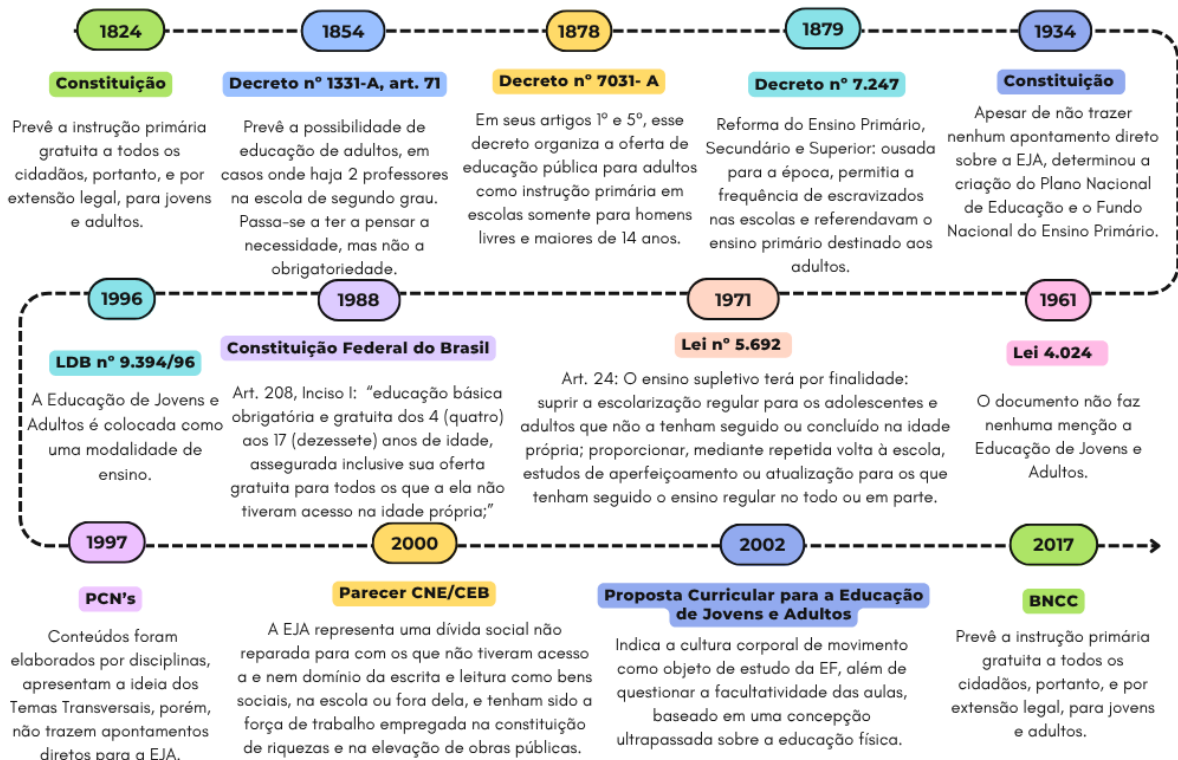 1824
Constituição
Prevê a instrução primária
gratuita a todos os
cidadãos, portanto, e por
extensão legal, para jovens
e adultos.
1854
Decreto nº 1331-A, art. 71
Prevê a possibilidade de
educação de adultos, em
casos onde haja 2 professores
na escola de segundo grau.
Passa-se a ter a pensar a
necessidade, mas não a
obrigatoriedade.
1878
Decreto nº 7031- A
Em seus artigos 1º e 5º, esse
decreto organiza a oferta de
educação pública para adultos
como instrução primária em
escolas somente para homens
livres e maiores de 14 anos.
1879
Decreto nº 7.247
Reforma do Ensino Primário,
Secundário e Superior: ousada
para a época, permitia a
frequência de escravizados
nas escolas e referendavam o
ensino primário destinado aos
adultos.
1934
Constituição
Apesar de não trazer
nenhum apontamento direto
sobre a EJA, determinou a
criação do Plano Nacional
de Educação e o Fundo
Nacional do Ensino Primário.
1961
Lei 4.024
O documento não faz
nenhuma menção a
Educação de Jovens e
Adultos.
1971
Lei nº 5.692
Art. 24: O ensino supletivo terá por finalidade:
suprir a escolarização regular para os adolescentes e
adultos que não a tenham seguido ou concluído na idade
própria; proporcionar, mediante repetida volta à escola,
estudos de aperfeiçoamento ou atualização para os que
tenham seguido o ensino regular no todo ou em parte.
1988
Constituição Federal do Brasil
Art. 208, Inciso I: “educação básica
obrigatória e gratuita dos 4 (quatro)
aos 17 (dezessete) anos de idade,
assegurada inclusive sua oferta
gratuita para todos os que a ela não
tiveram acesso na idade própria;”
1996
LDB nº 9.394/96
A Educação de Jovens e
Adultos é colocada como
uma modalidade de
ensino.
1997
PCN’s
Conteúdos foram
elaborados por disciplinas,
apresentam a ideia dos
Temas Transversais, porém,
não trazem apontamentos
diretos para a EJA.
2000
Parecer CNE/CEB
A EJA representa uma dívida social não
reparada para com os que não tiveram acesso
a e nem domínio da escrita e leitura como bens
sociais, na escola ou fora dela, e tenham sido a
força de trabalho empregada na constituição
de riquezas e na elevação de obras públicas.
2002
Proposta Curricular para a Educação
de Jovens e Adultos
Indica a cultura corporal de movimento
como objeto de estudo da EF, além de
questionar a facultatividade das aulas,
baseado em uma concepção
ultrapassada sobre a educação física.
2017
BNCC
Prevê a instrução primária
gratuita a todos os
cidadãos, portanto, e por
extensão legal, para jovens
e adultos.